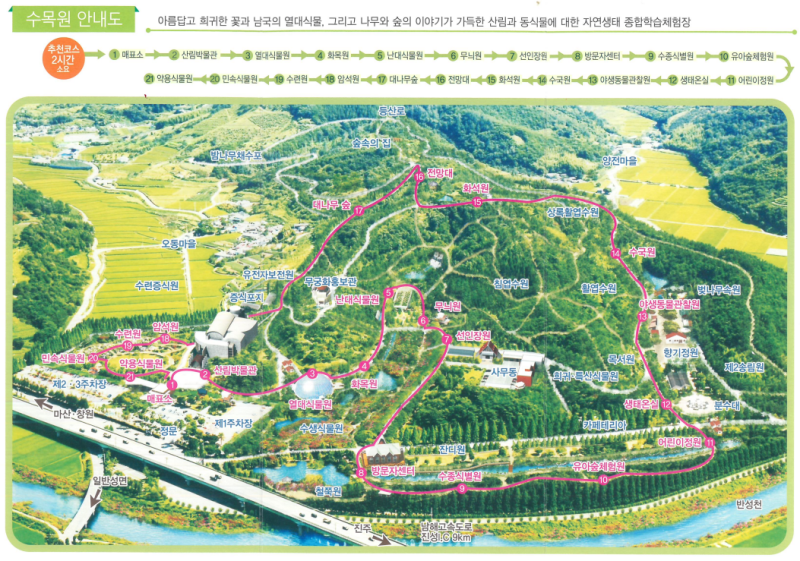 수목원 안내도
아름답고 희귀한 꽃과 남국의 열대식물, 그리고 나무와 숲의 이야기가 가득한 산림과 동식물에 대한 자연생태 종합학습체험장
추천코스
2시간
소요
1 매표소 2 산림박물관 3 열대식물원 4 화목원 5 난대식물원 6 무늬원 7 선인장원 8 방문자센터 9 수종식별원 10 유아숲체험원
21 약용식물원 20 민속식물원 19 수련원 18 암석원 17 대나무숲 16 전망대 15 화석원 14 수국원 13 야생동물관찰원 12 생태온실 11 어린이정원
등산로
숲속의 집
밤나무채수포
양전마을
16 전망대
화석원
15
대나무 숲
17
상록활엽수원
오동마을
14 수국원
유전자보전원
무궁화홍보관
수련증식원
증식포지
천연수원
활엽수원
벚나무속원
난대식물원
5
무늬원
6
야생동물관찰원
13
수련원
19
암석원
18
선인장원
7
민속식물원 20
약용식물원
21
산림박물관
2
3
4
화목원
향기정원
목서원
제2송림원
사무동
희귀·특산식물원
제2·3주차장
1
매표소
열대식물원
생태온실 12
분수대
마산·창원
정문
제1주차장
수생식물원
카페테리아
어린이정원 11
잔디원
8
방문자센터
수종식별원
9
유아숲체험원
10
일반성면
철쭉원
반성천
진주
남해고속도로
진성I.C 9km